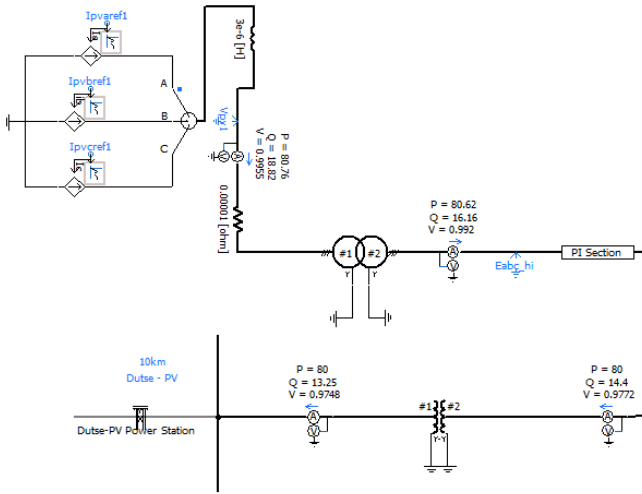 Ipvaref1
Ipvbref1
Ipvcref1
A
B
C
3e-6 [H]
P = 80.76
Q = 18.82
V = 0.9955
0.00001 [ohm]
A
V
#1
#2
Y
Y
P = 80.62
Q = 16.16
V = 0.992
A
V
Eabc_hi
PI Section
10km
Dutse - PV
Dutse-PV Power Station
P = 80
Q = 13.25
V = 0.9748
A
V
#1
#2
Y-Y
P = 80
Q = 14.4
V = 0.9772
A
V